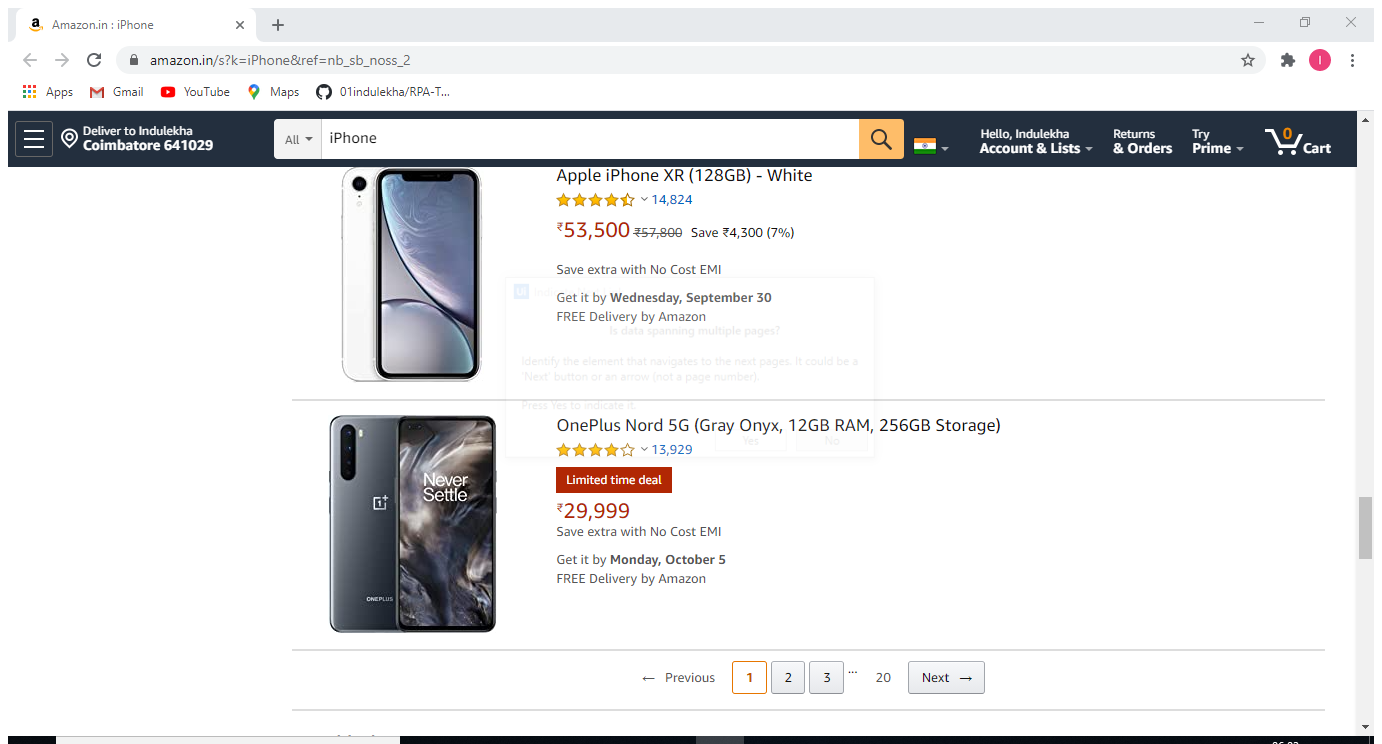 Amazon.in : iPhone
amazon.in/s?k=iPhone&ref=nb_sb_noss_2
I
Apps Gmail YouTube Maps 01indulekha/RPA-T...
Deliver to Indulekha
Coimbatore 641029
All
iPhone
Hello, Indulekha
Account & Lists
Returns
& Orders
Try
Prime
0
Cart
Apple iPhone XR (128GB) - White
14,824
₹53,500 ₹57,800 Save ₹4,300 (7%)
Save extra with No Cost EMI
Get it by Wednesday, September 30
FREE Delivery by Amazon
Ui
Is data spanning multiple pages?
Identify the element that navigates to the next pages. It could be a
'Next' button or an arrow (not a page number).
Press Yes to indicate it.
Yes No
OnePlus Nord 5G (Gray Onyx, 12GB RAM, 256GB Storage)
13,929
Never
Settle
ONEPLUS
Limited time deal
₹29,999
Save extra with No Cost EMI
Get it by Monday, October 5
FREE Delivery by Amazon
← Previous 1 2 3 ... 20 Next →